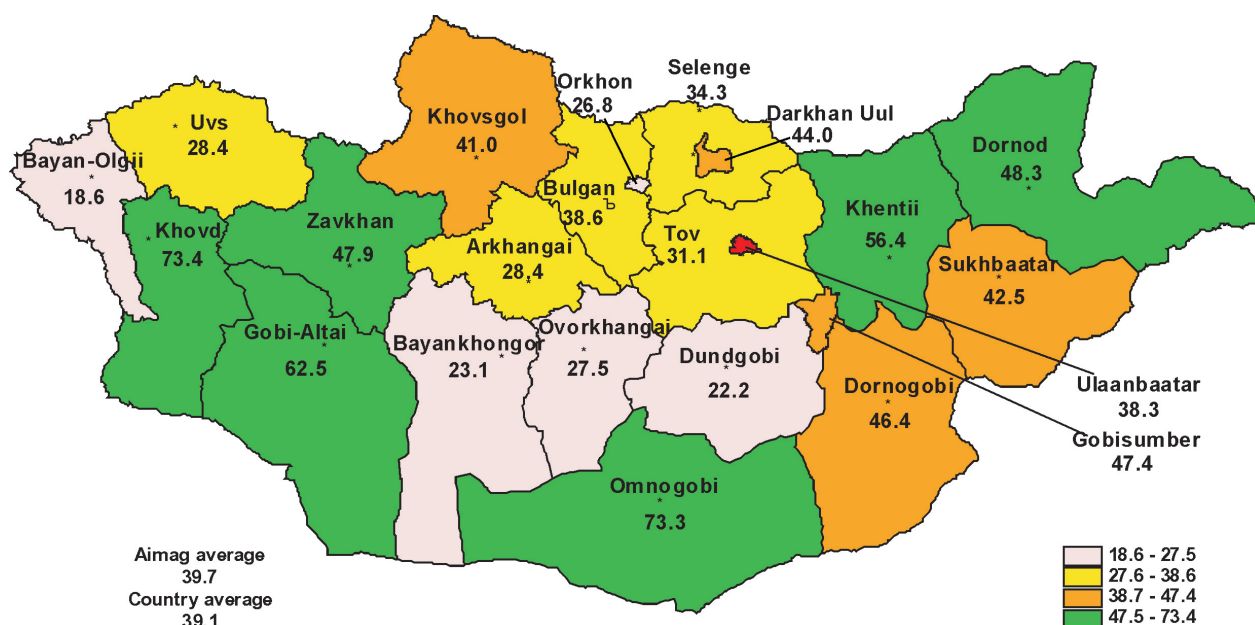 Orkhon
26.8
Selenge
34.3
Darkhan Uul
44.0
Uvs
28.4
Khovsgol
41.0
Dornod
48.3
Bayan-Olgii
18.6
Bulgan
38.6
Ъ
Khovd
73.4
Zavkhan
47.9
Arkhangai
28.4
Tov
31.1
Khentii
56.4
Sukhbaatar
42.5
Gobi-Altai
62.5
Bayankhongor
23.1
Ovorkhangai
27.5
Dundgobi
22.2
Dornogobi
46.4
Ulaanbaatar
38.3
Gobisumber
47.4
Omnogobi
73.3
Aimag average
39.7
Country average
39.1
18.6 - 27.5
27.6 - 38.6
38.7 - 47.4
47.5 - 73.4